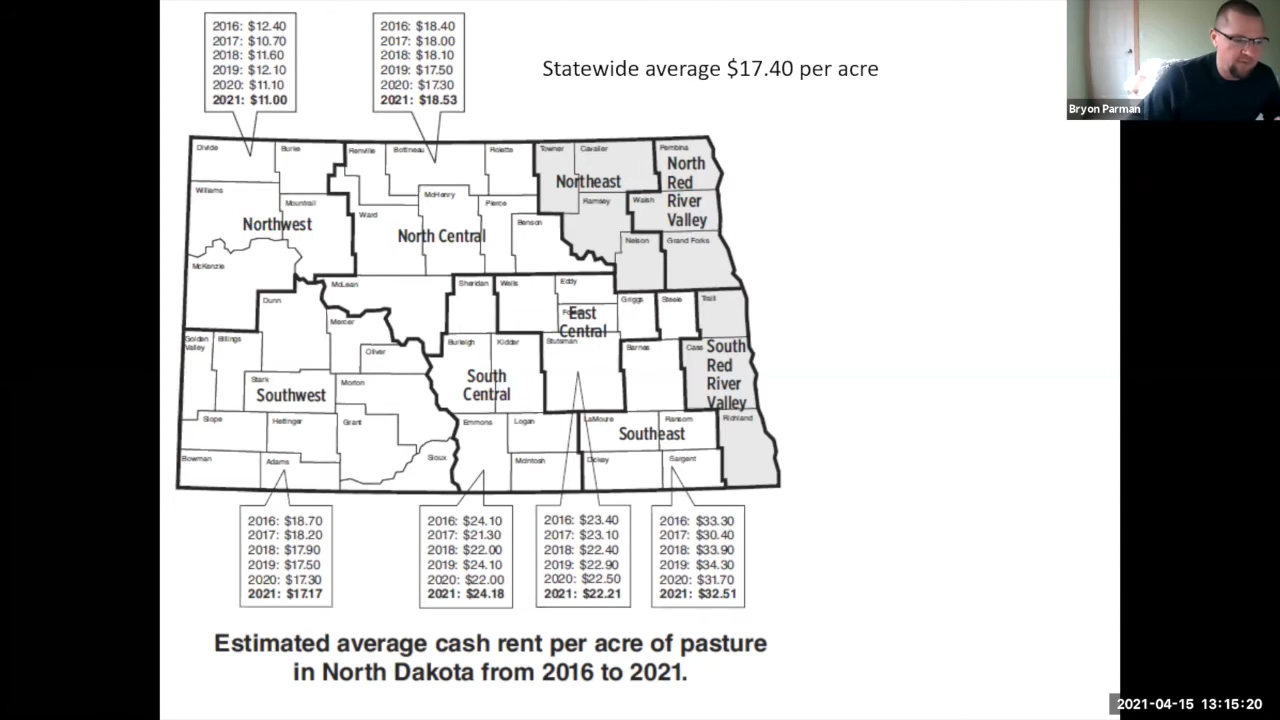 2016: $12.40
2017: $10.70
2018: $11.60
2019: $12.10
2020: $11.10
2021: $11.00
2016: $18.40
2017: $18.00
2018: $18.10
2019: $17.50
2020: $17.30
2021: $18.53
Statewide average $17.40 per acre
Bryon Parman
Divide
Burke
Renville
Bottineau
Rolette
Towner
Cavalier
Pembina
North
Red
River
Valley
Northeast
Williams
Mountrail
Ward
McHenry
Pierce
Benson
Ramsey
Walsh
Northwest
North Central
Nelson
Grand Forks
McKenzie
Dunn
McLean
Sheridan
Wells
Eddy
Griggs
Steele
Traill
East
Central
Mercer
Golden
Valley
Billings
Oliver
Burleigh
Kidder
Stutsman
Barnes
Cass
South
Red
River
Valley
Stark
Southwest
Morton
South
Central
Slope
Hettinger
Grant
Emmons
Logan
LaMoure
Ransom
Richland
Southeast
Bowman
Adams
Sioux
McIntosh
Dickey
Sargent
2016: $18.70
2017: $18.20
2018: $17.90
2019: $17.50
2020: $17.30
2021: $17.17
2016: $24.10
2017: $21.30
2018: $22.00
2019: $24.10
2020: $22.00
2021: $24.18
2016: $23.40
2017: $23.10
2018: $22.40
2019: $22.90
2020: $22.50
2021: $22.21
2016: $33.30
2017: $30.40
2018: $33.90
2019: $34.30
2020: $31.70
2021: $32.51
Estimated average cash rent per acre of pasture
in North Dakota from 2016 to 2021.
2021-04-15 13:15:20